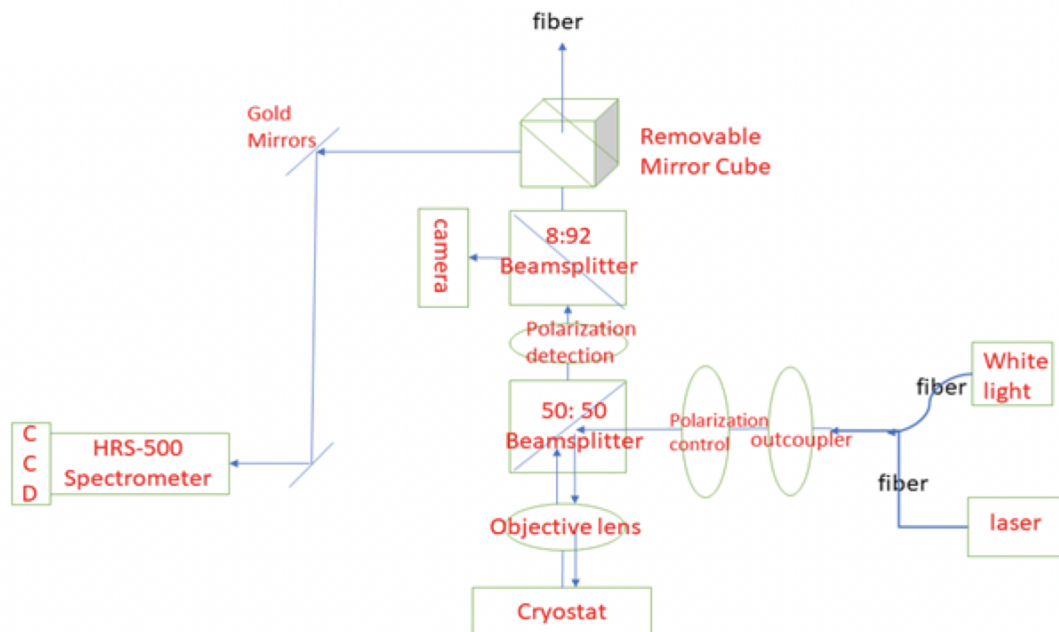 fiber
Gold
Mirrors
Removable
Mirror Cube
camera
8:92
Beamsplitter
Polarization
detection
White
light
fiber
50: 50
Beamsplitter
Polarization
control
outcoupler
C
C
D
HRS-500
Spectrometer
fiber
laser
Objective lens
Cryostat